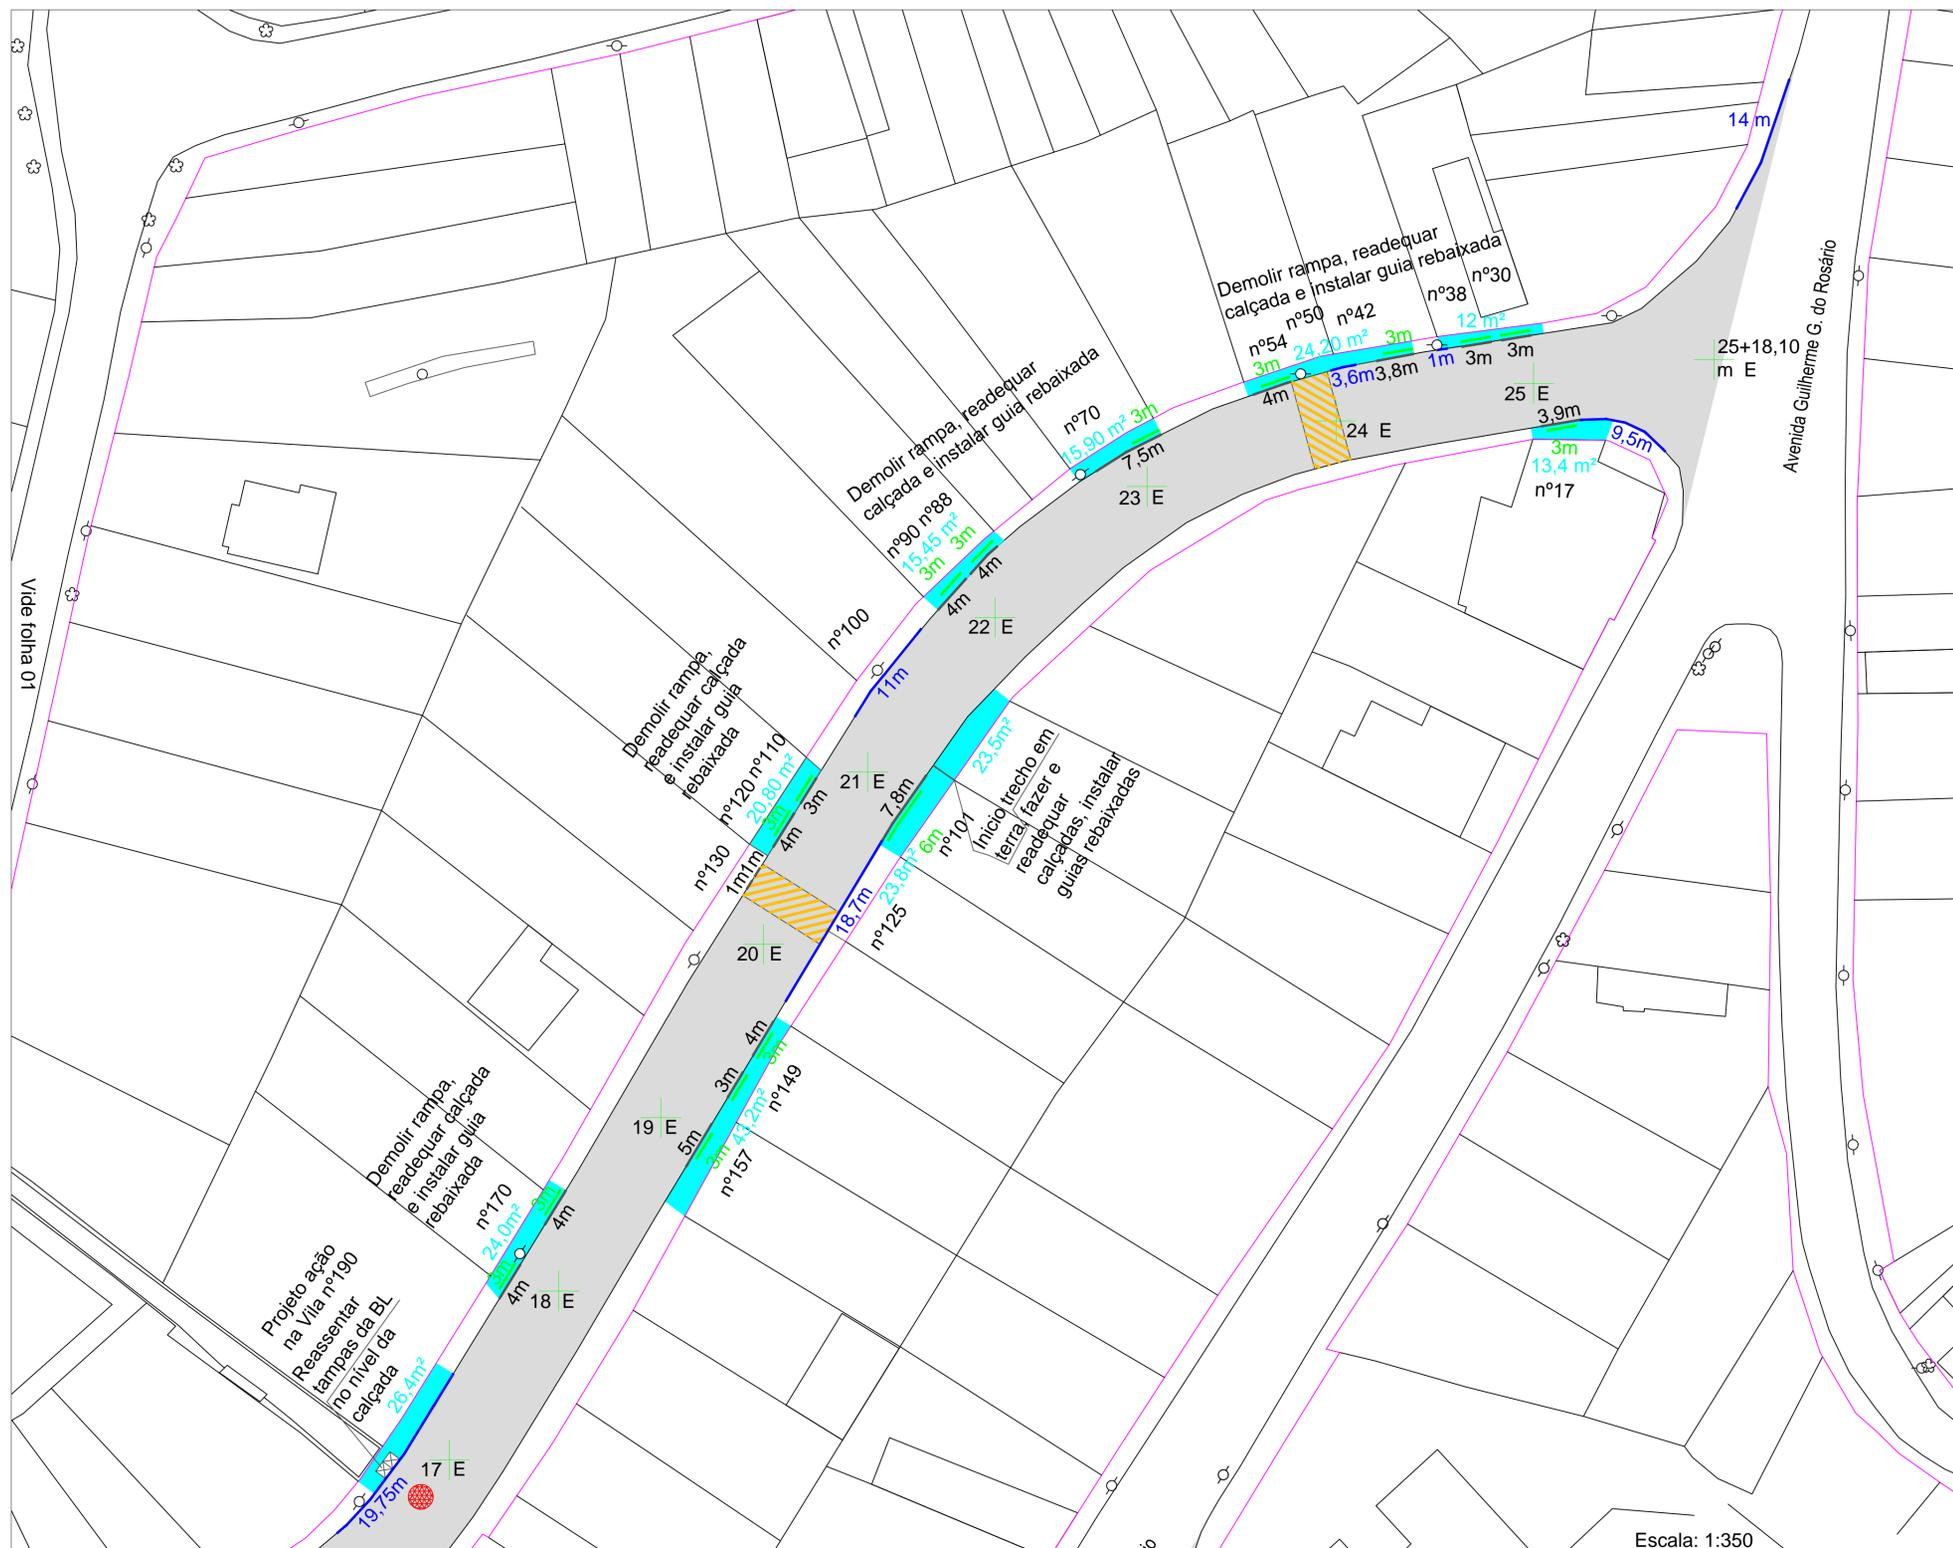 14 m
Avenida Guilherme G. do Rosário
Demolir rampa, readequar
calçada e instalar guia rebaixada
nº54
nº50
nº42
nº38
nº30
3m
24,20 m²
3m
12 m²
4m
3,6m
3,8m
1m
3m
3m
25+18,10
m E
25 E
24 E
3,9m
9,5m
3m
13,4 m²
nº17
Demolir rampa, readequar
calçada e instalar guia rebaixada
nº70
15,90 m²
3m
7,5m
23 E
nº90 nº88
15,45 m²
3m
3m
4m
4m
22 E
nº100
11m
Vide folha 01
Demolir rampa,
readequar calçada
e instalar guia
rebaixada
nº120 nº110
20,80 m²
3m
3m
4m
21 E
7,8m
23,5m²
Inicio trecho em
terra, fazer e
readequar
calçadas, instalar
guias rebaixadas
6m
nº101
23,8m²
nº130
1m1m
18,7m
nº125
20 E
4m
3m
3m
nº149
43,2m²
5m
3m
nº157
19 E
Demolir rampa,
readequar calçada
e instalar guia
rebaixada
nº170
24,0m²
3m
4m
3m
4m
18 E
Projeto ação
na Vila nº190
Reassentar
tampas da BL
no nível da
calçada
26,4m²
17 E
19,75m
Escala: 1:350